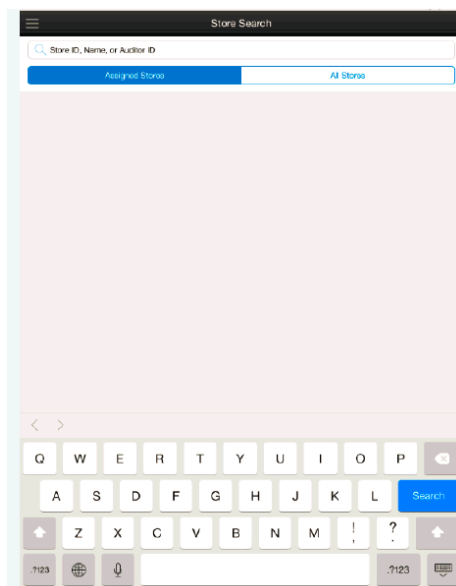 Store Search
Store ID, Name, or Auditor ID
Assigned Stores All Stores
Q W E R T Y U I O P
A S D F G H J K L Search
Z X C V B N M ! , ? .
.?123 .?123